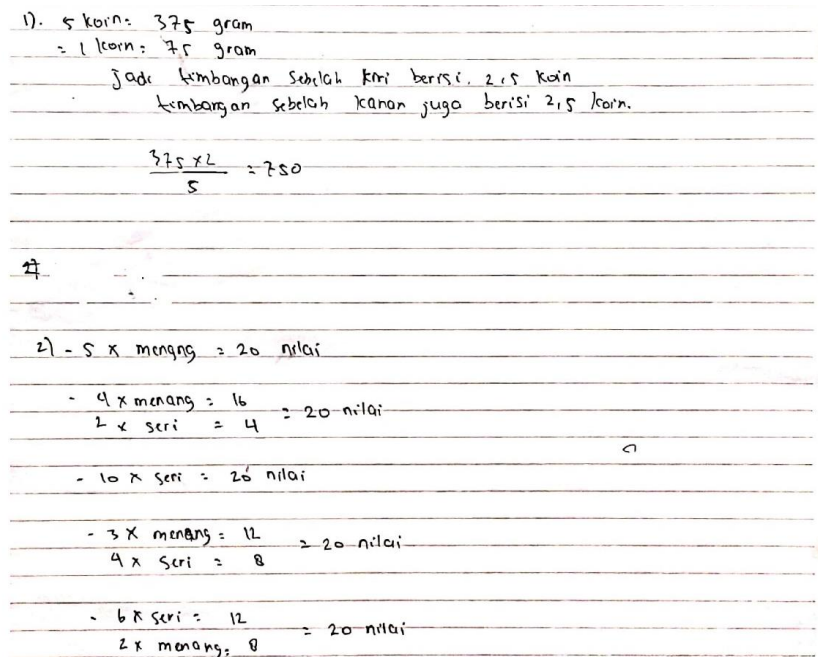 1). 5 koin = 375 gram
= 1 koin = 75 gram
Jadi timbangan sebelah kiri berisi. 2,5 koin
timbangan sebelah kanan juga berisi 2,5 koin.
375 x 2
5
= 750
2) - 5 x menang = 20 nilai
- 4 x menang = 16
2 x seri = 4
= 20 nilai
- 10 x seri = 20 nilai
- 3 x menang = 12
4 x seri = 8
= 20 nilai
- 6 x seri = 12
2 x menang = 8
= 20 nilai